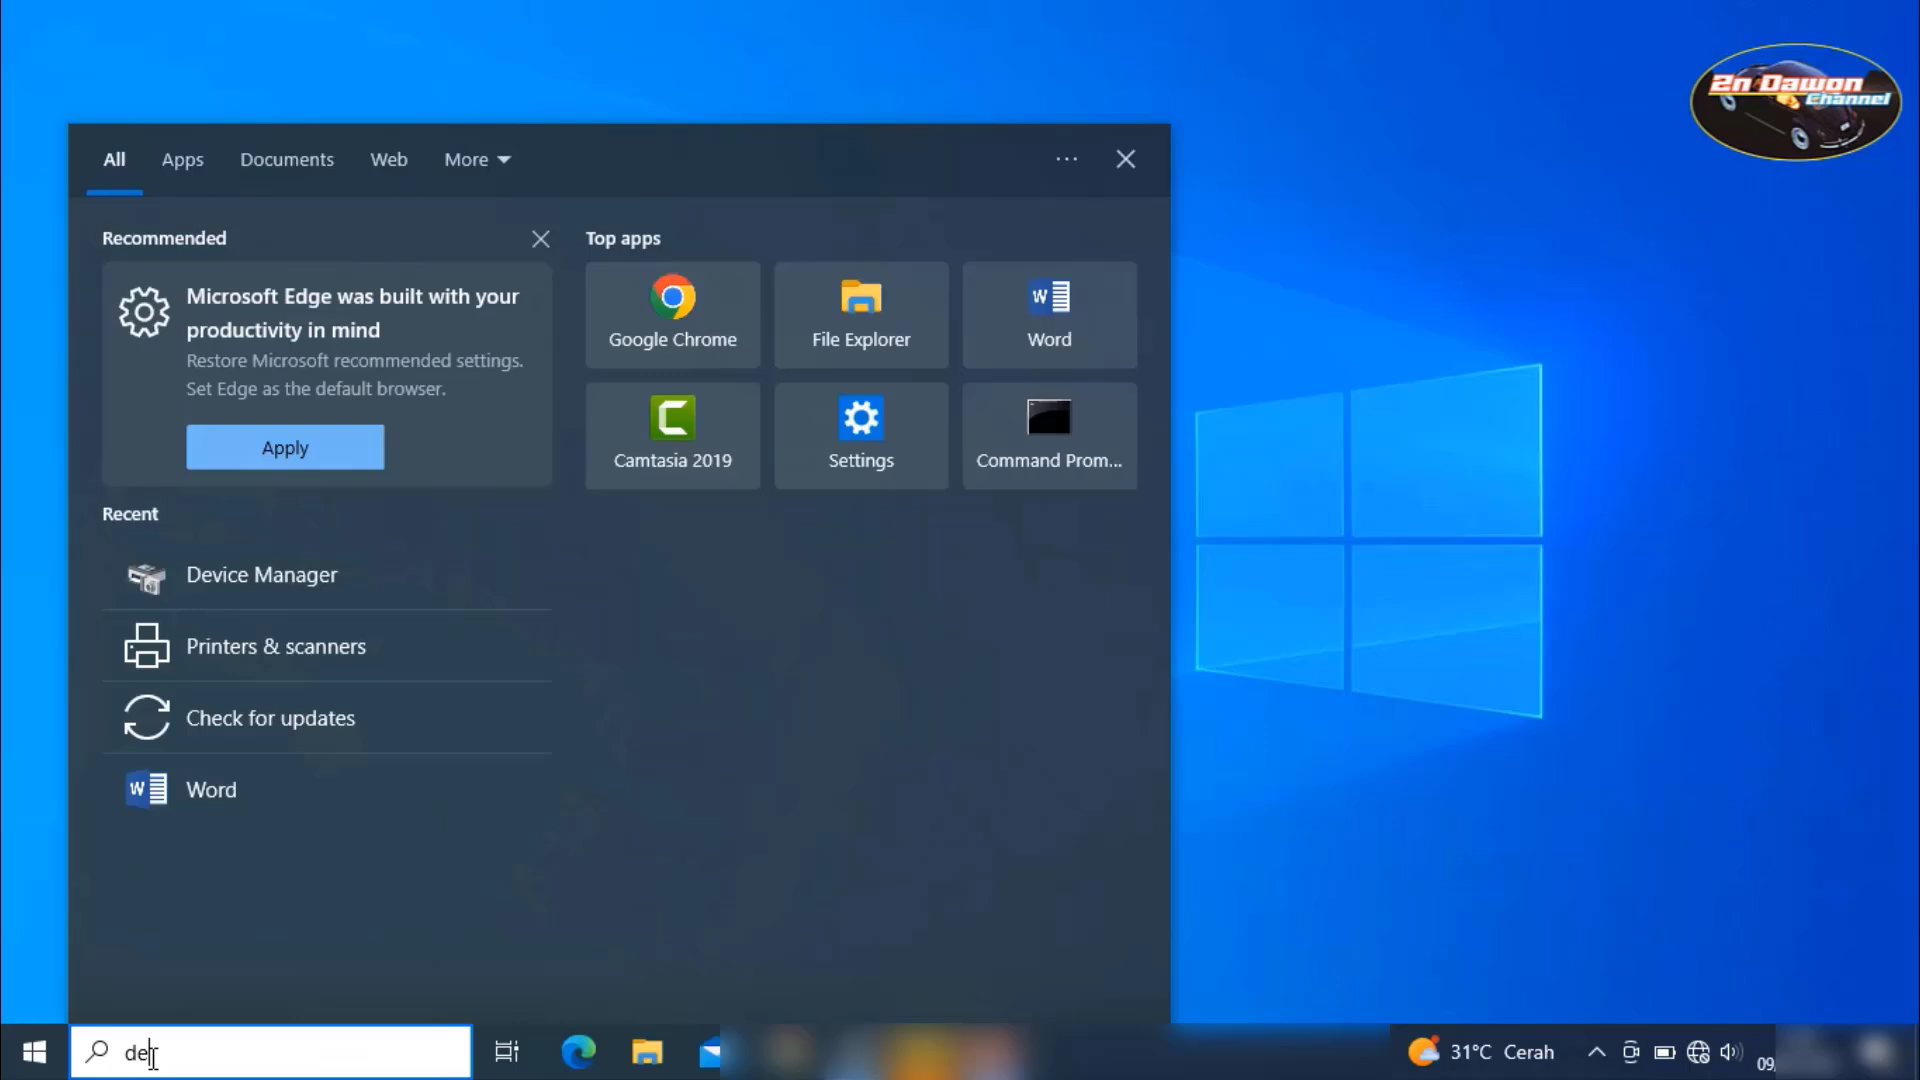 2n Dawon
Channel
All
Apps
Documents
Web
More
Recommended
Microsoft Edge was built with your
productivity in mind
Restore Microsoft recommended settings.
Set Edge as the default browser.
Apply
Top apps
Google Chrome
File Explorer
Word
Camtasia 2019
Settings
Command Prom...
Recent
Device Manager
Printers & scanners
Check for updates
Word
de
31°C Cerah